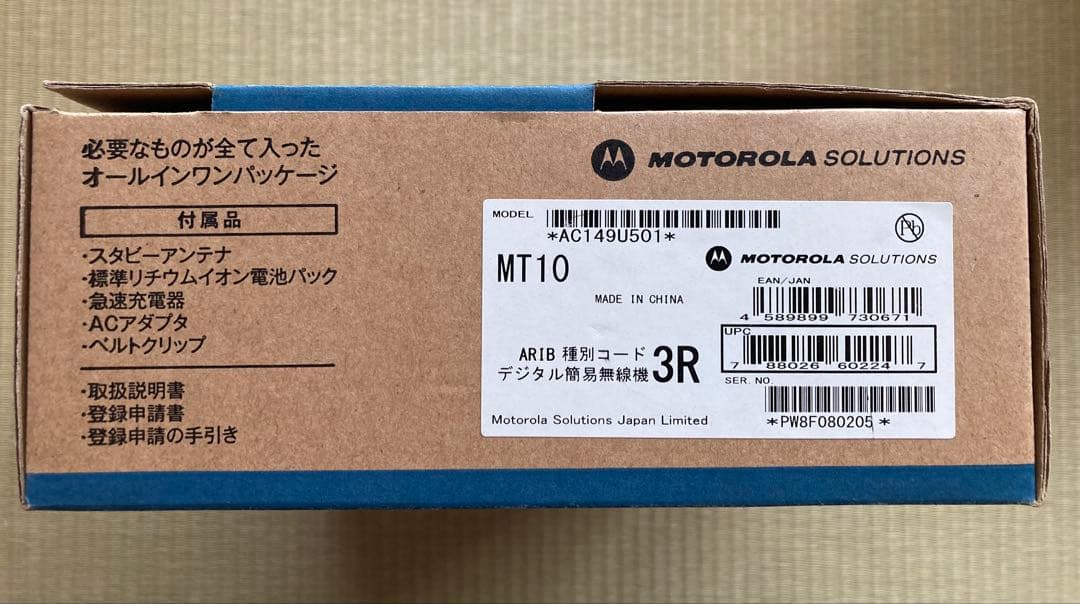 必要なものが全て入った
オールインワンパッケージ
付属品
・スタビーアンテナ
・標準リチウムイオン電池パック
・急速充電器
・ACアダプタ
・ベルトクリップ
・取扱説明書
・登録申請書
・登録申請の手引き
MOTOROLA SOLUTIONS
MODEL
*AC149U501*
MT10
Pb
MOTOROLA SOLUTIONS
MADE IN CHINA
EAN/JAN
4 589899 730671
UPC
7 88026 60224 7
ARIB 種別コード
デジタル簡易無線機 3R
SER. NO.
*PW8F080205*
Motorola Solutions Japan Limited